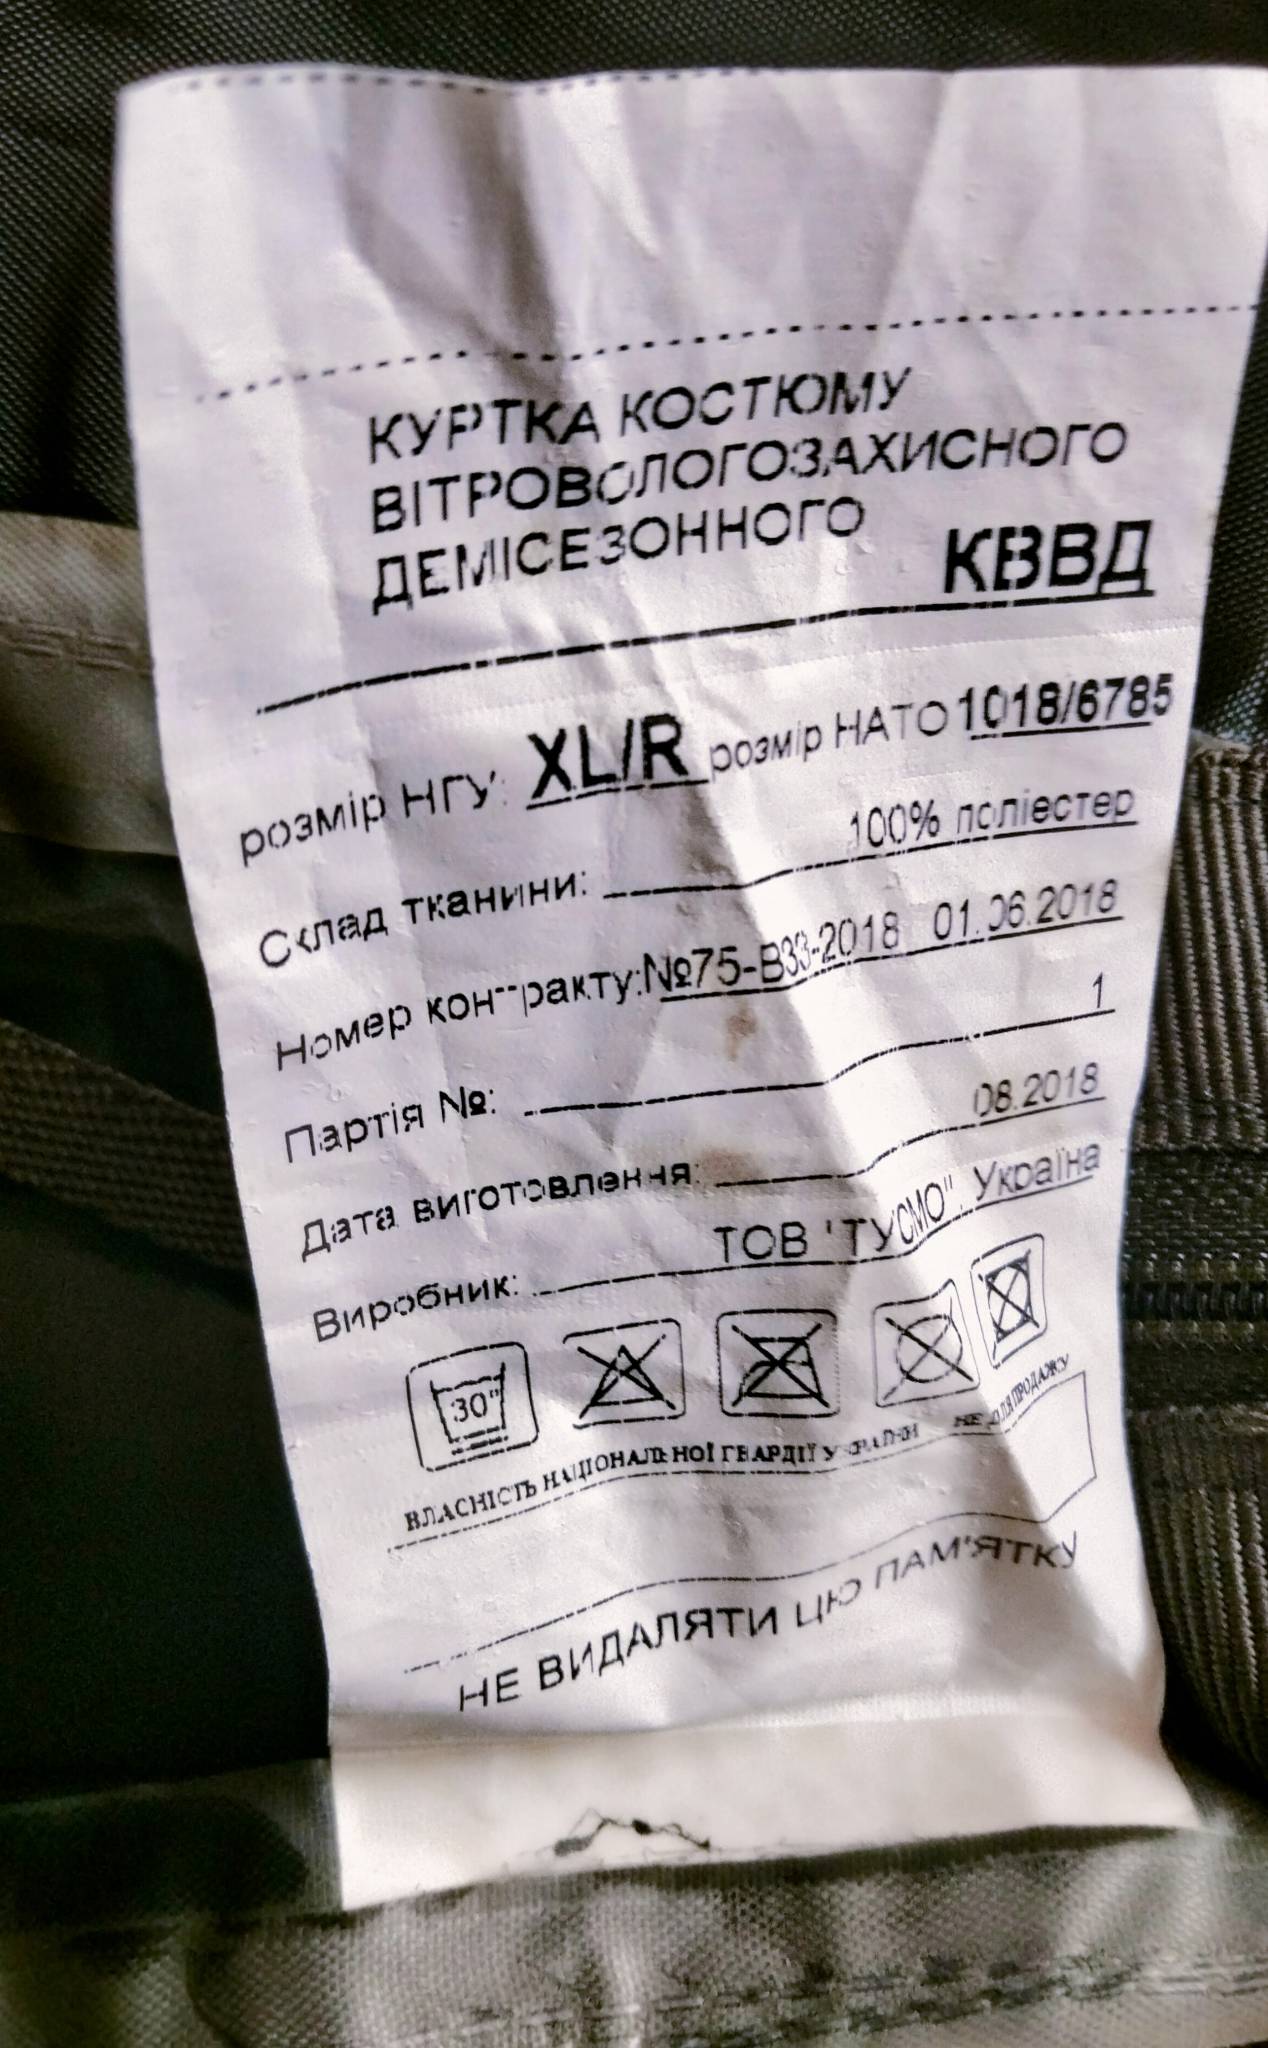 КУРТКА КОСТЮМУ
ВІТРОВОЛОГОЗАХИСНОГО
ДЕМІСЕЗОННОГО
КВВД
розмір НГУ: XL/R розмір НАТО 1018/6785
Склад тканини: 100% поліестер
Номер контракту:№75-В33-2018 01.06.2018
Партія №: 1
Дата виготовлення: 08.2018
Виробник: ТОВ "ТУСМО" Україна
30°
ВЛАСНІСТЬ НАЦІОНАЛЬНОЇ ГВАРДІЇ УКРАЇНИ НЕ ДЛЯ ПРОДАЖУ
НЕ ВИДАЛЯТИ ЦЮ ПАМ'ЯТКУ